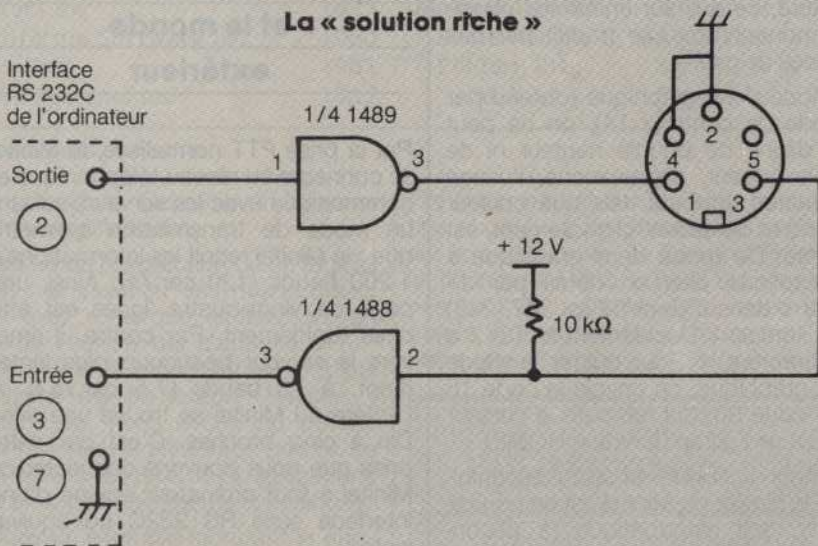 La « solution riche »
Interface
RS 232C
de l'ordinateur
1/4 1489
Sortie
1
3
2
4
2
5
1
3
+ 12 V
10 kΩ
1/4 1488
3
2
Entrée
3
7